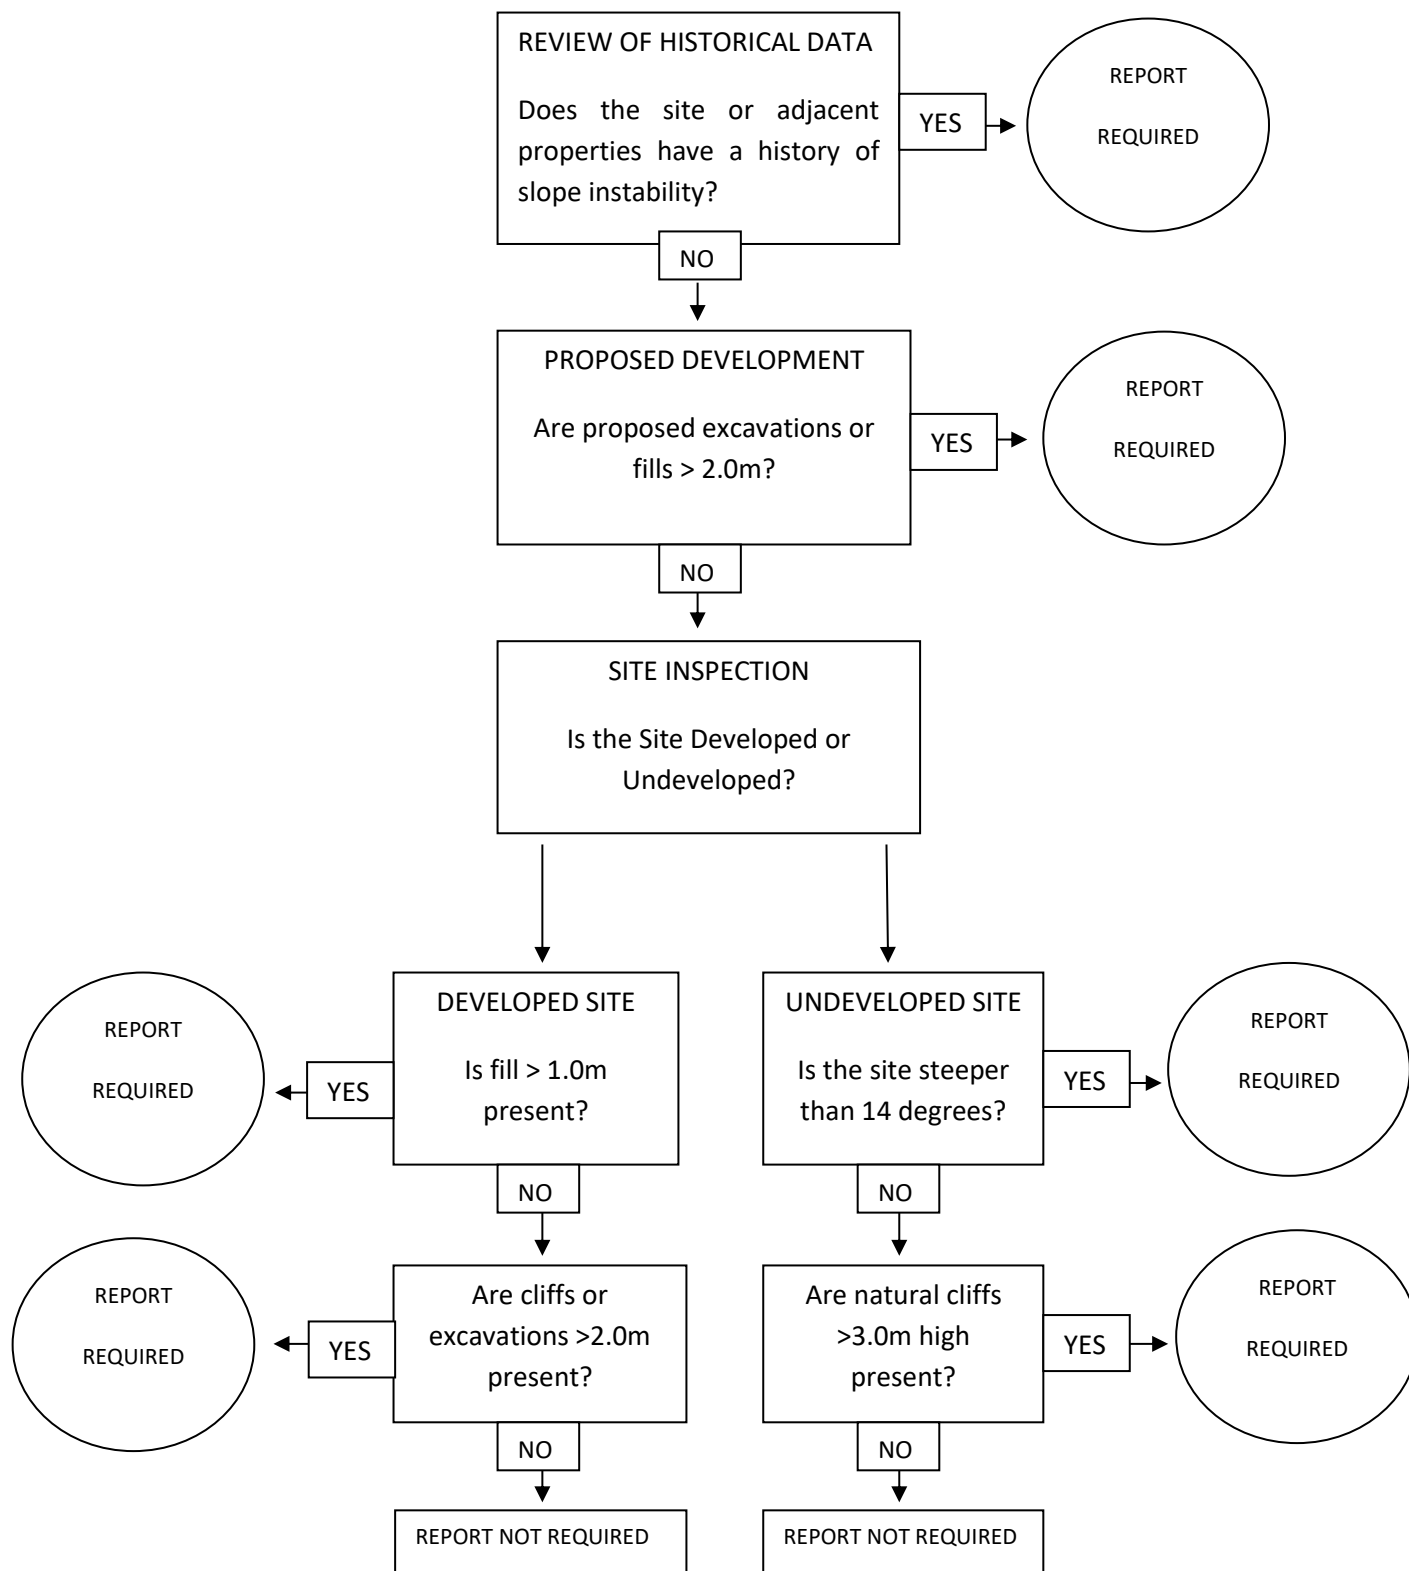 REVIEW OF HISTORICAL DATA
Does the site or adjacent
properties have a history of
slope instability?
YES
REPORT
REQUIRED
NO
PROPOSED DEVELOPMENT
Are proposed excavations or
fills > 2.0m?
YES
REPORT
REQUIRED
NO
SITE INSPECTION
Is the Site Developed or
Undeveloped?
REPORT
REQUIRED
YES
DEVELOPED SITE
Is fill > 1.0m
present?
NO
UNDEVELOPED SITE
Is the site steeper
than 14 degrees?
YES
REPORT
REQUIRED
NO
REPORT
REQUIRED
YES
Are cliffs or
excavations >2.0m
present?
NO
REPORT NOT REQUIRED
Are natural cliffs
>3.0m high
present?
YES
REPORT
REQUIRED
NO
REPORT NOT REQUIRED